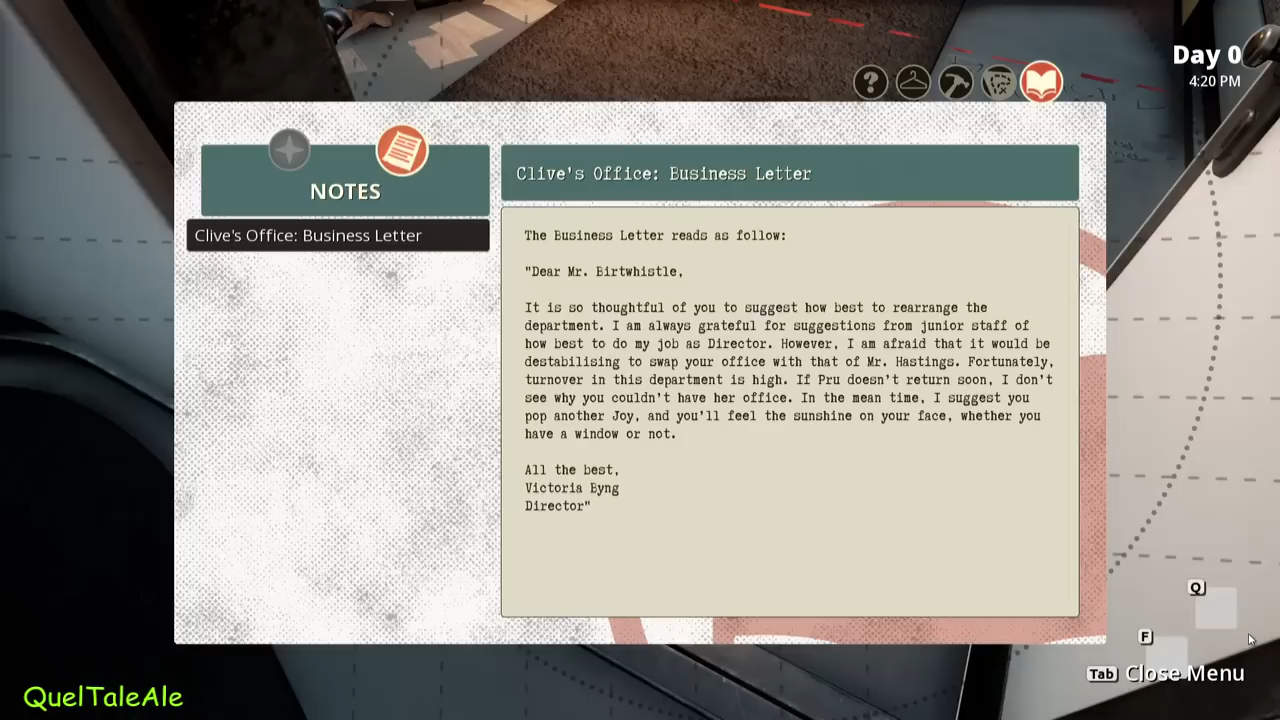 Day 0
4:20 PM
?
NOTES
Clive's Office: Business Letter
Clive's Office: Business Letter
The Business Letter reads as follow:
"Dear Mr. Birtwhistle,
It is so thoughtful of you to suggest how best to rearrange the
department. I am always grateful for suggestions from junior staff of
how best to do my job as Director. However, I am afraid that it would be
destabilising to swap your office with that of Mr. Hastings. Fortunately,
turnover in this department is high. If Pru doesn't return soon, I don't
see why you couldn't have her office. In the mean time, I suggest you
pop another Joy, and you'll feel the sunshine on your face, whether you
have a window or not.
All the best,
Victoria Byng
Director"
Q
F
Tab Close Menu
QuelTaleAle